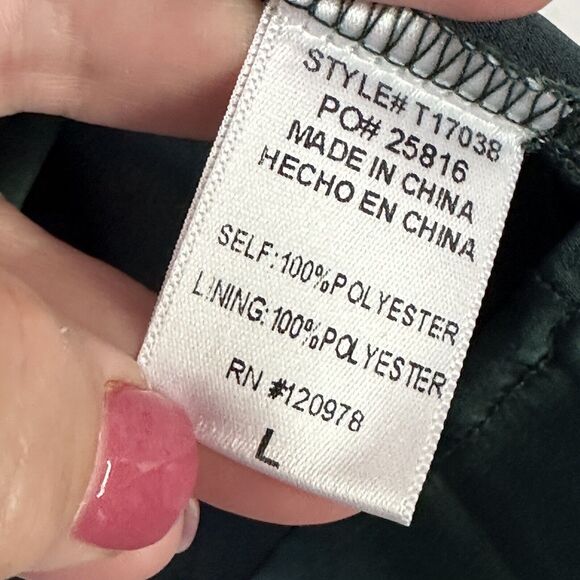 STYLE# T17038
PO# 25816
MADE IN CHINA
HECHO EN CHINA
SELF:100%POLYESTER
LINING:100%POLYESTER
RN #120978
L